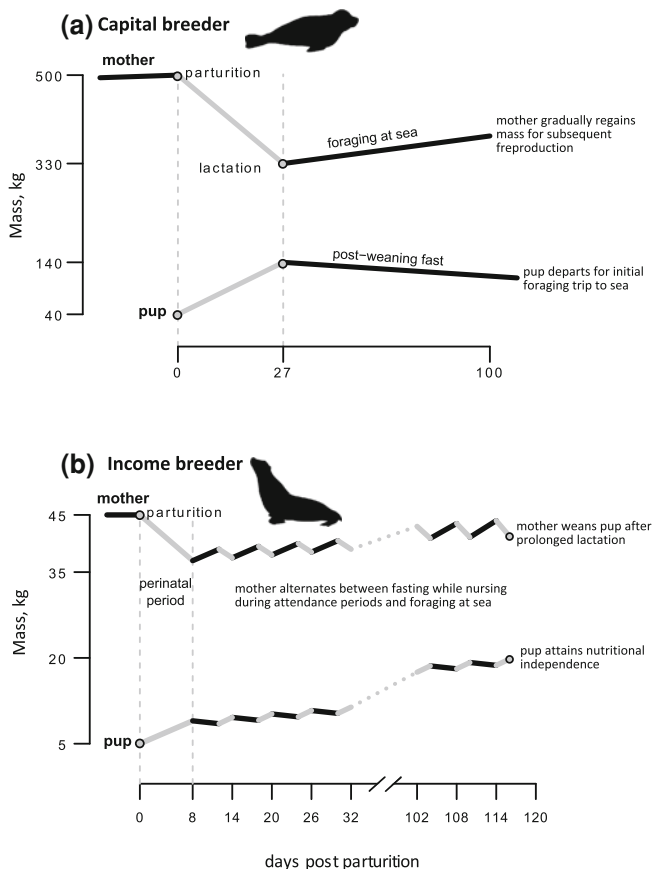 (a) Capital breeder
mother
500
parturition
mother gradually regains
mass for subsequent
freproduction
foraging at sea
330
lactation
Mass, kg
140
post−weaning fast
pup departs for initial
foraging trip to sea
40
pup
0 27 100
(b) Income breeder
mother
45
parturition
mother weans pup after
prolonged lactation
35
perinatal
period
mother alternates between fasting while nursing
during attendance periods and foraging at sea
Mass, kg
20
pup attains nutritional
independence
5
pup
0 8 14 20 26 32 102 108 114 120
days post parturition